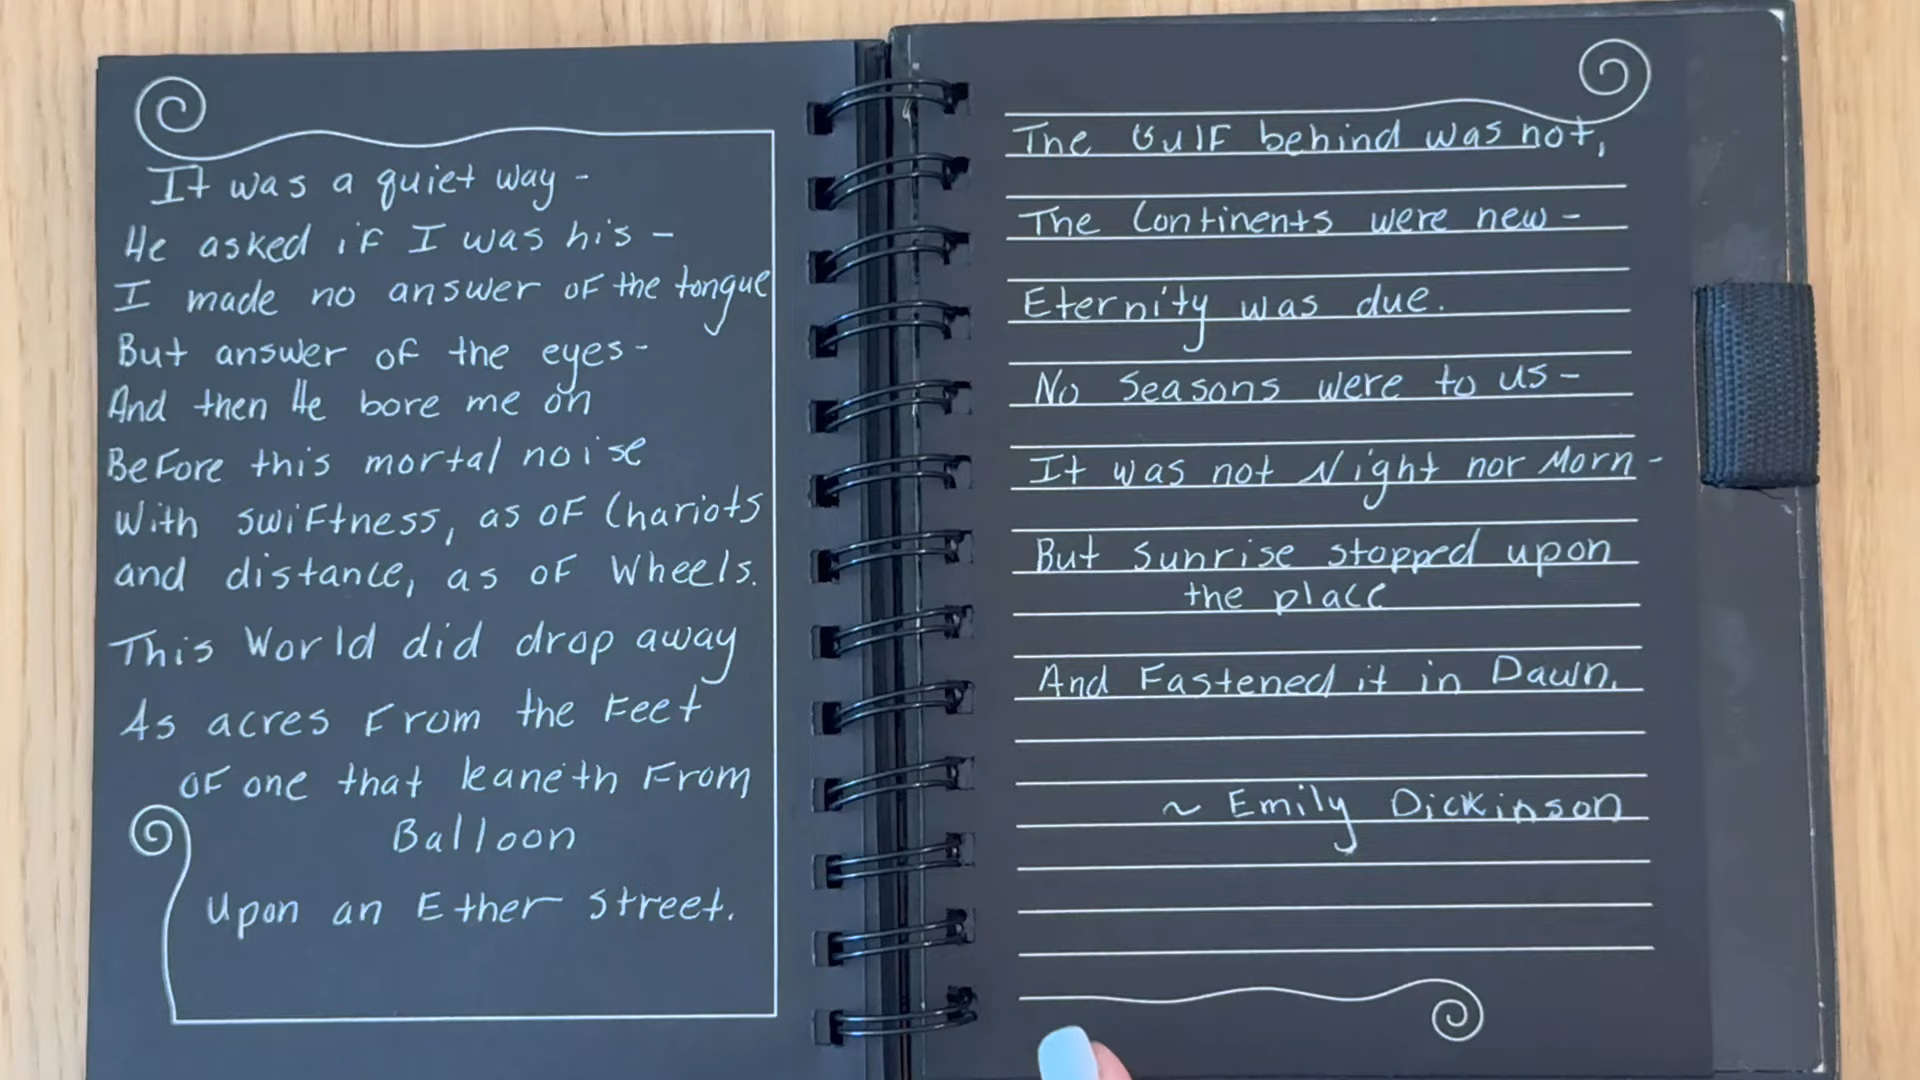 It was a quiet way -
He asked if I was his -
I made no answer of the tongue
But answer of the eyes -
And then He bore me on
Before this mortal noise
With swiftness, as of Chariots
and distance, as of Wheels.
This World did drop away
As acres From the Feet
of one that leaneth From
Balloon
Upon an Ether street.
The Gulf behind was not,
The Continents were new -
Eternity was due.
No Seasons were to us -
It was not Night nor Morn -
But Sunrise stopped upon
the place
And Fastened it in Dawn.
~ Emily Dickinson